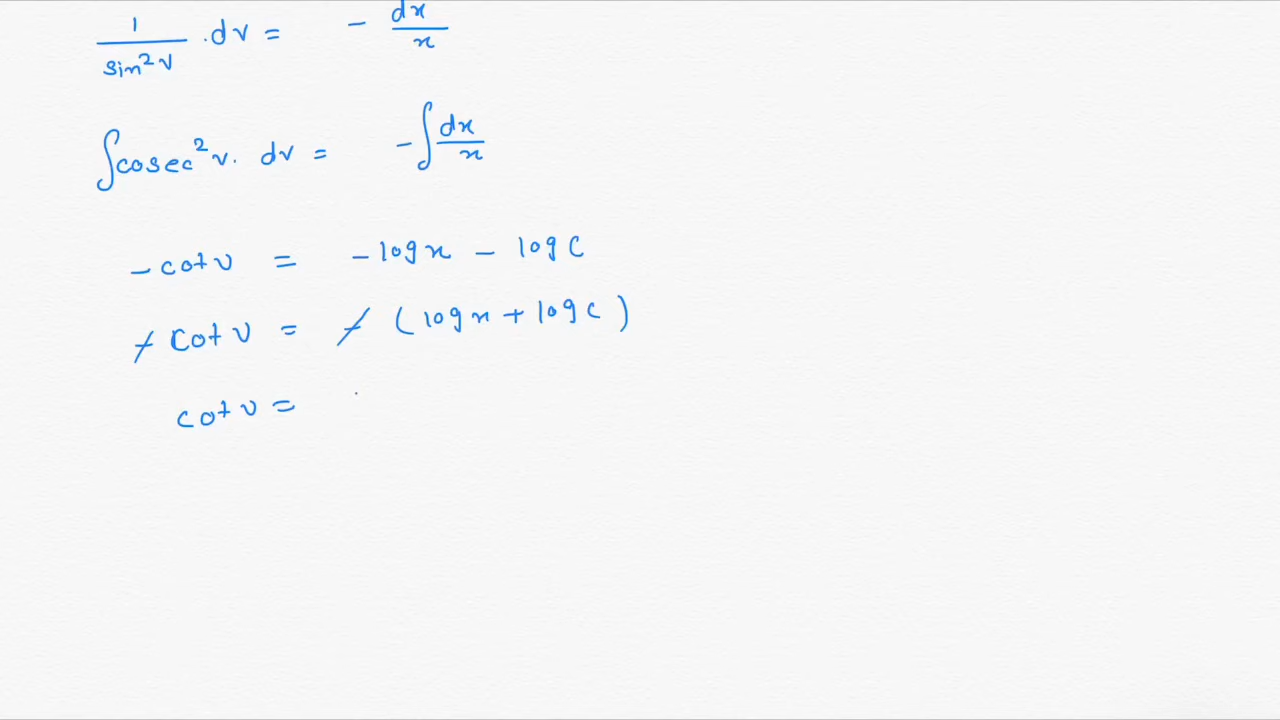 1/sin²v .dv = - dx/x
∫cosec²v. dv = -∫dx/x
- cot v = - log x - log C
- cot v = - (log x + log C)
cot v =